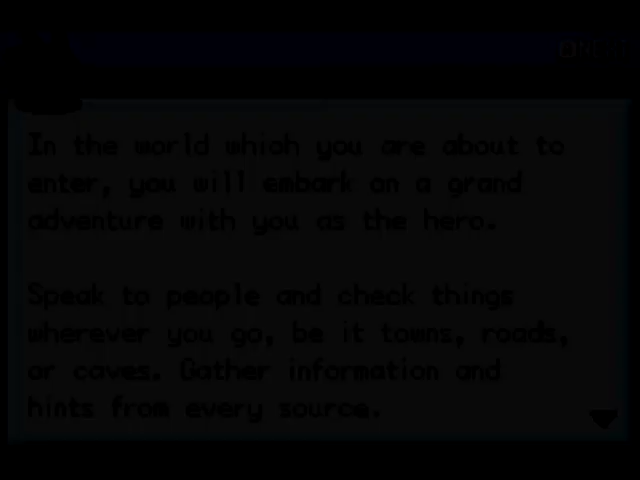 In the world which you are about to
enter, you will embark on a grand
adventure with you as the hero.
Speak to people and check things
wherever you go, be it towns, roads,
or caves. Gather information and
hints from every source.